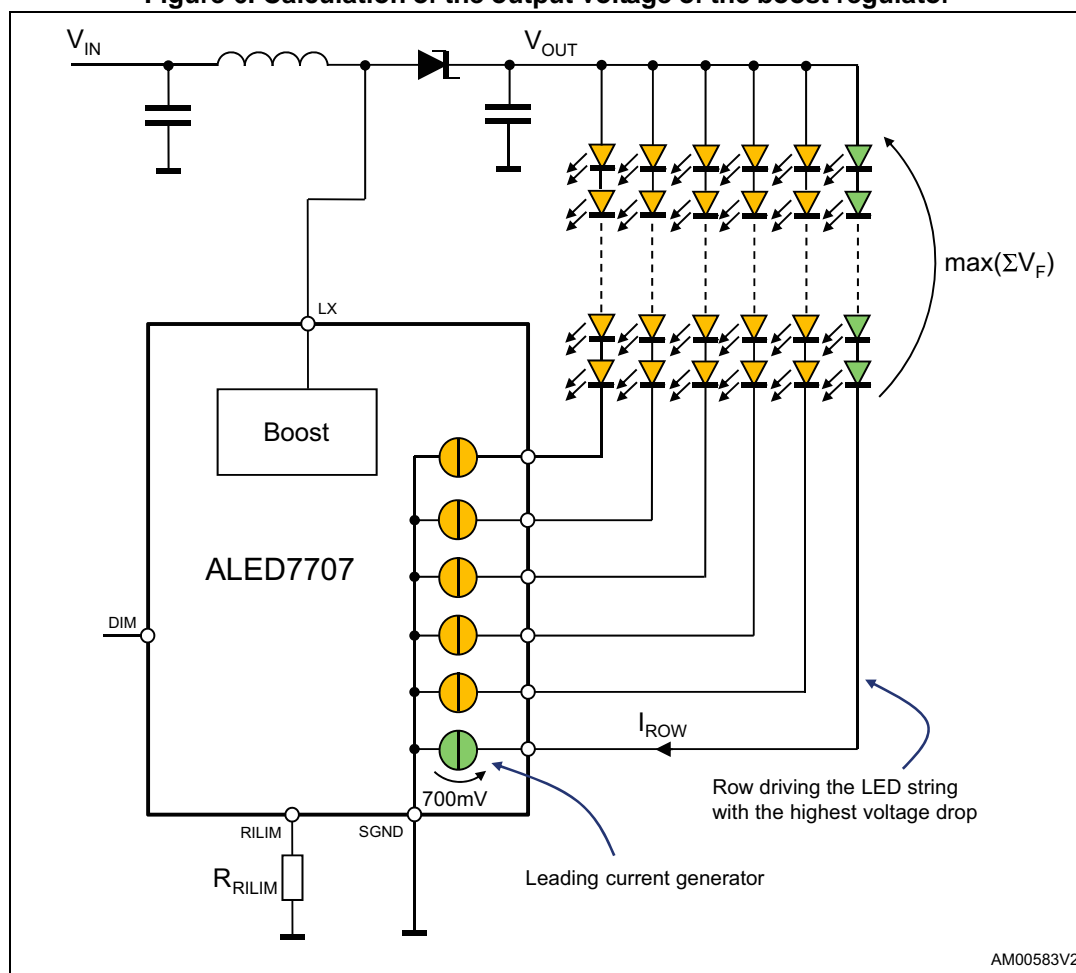 Figure 6. Calculation of the output voltage of the boost regulator
V_IN
V_OUT
max(ΣV_F)
LX
Boost
ALED7707
DIM
I_ROW
700mV
Row driving the LED string
with the highest voltage drop
RILIM
SGND
Leading current generator
R_RILIM
AM00583V2